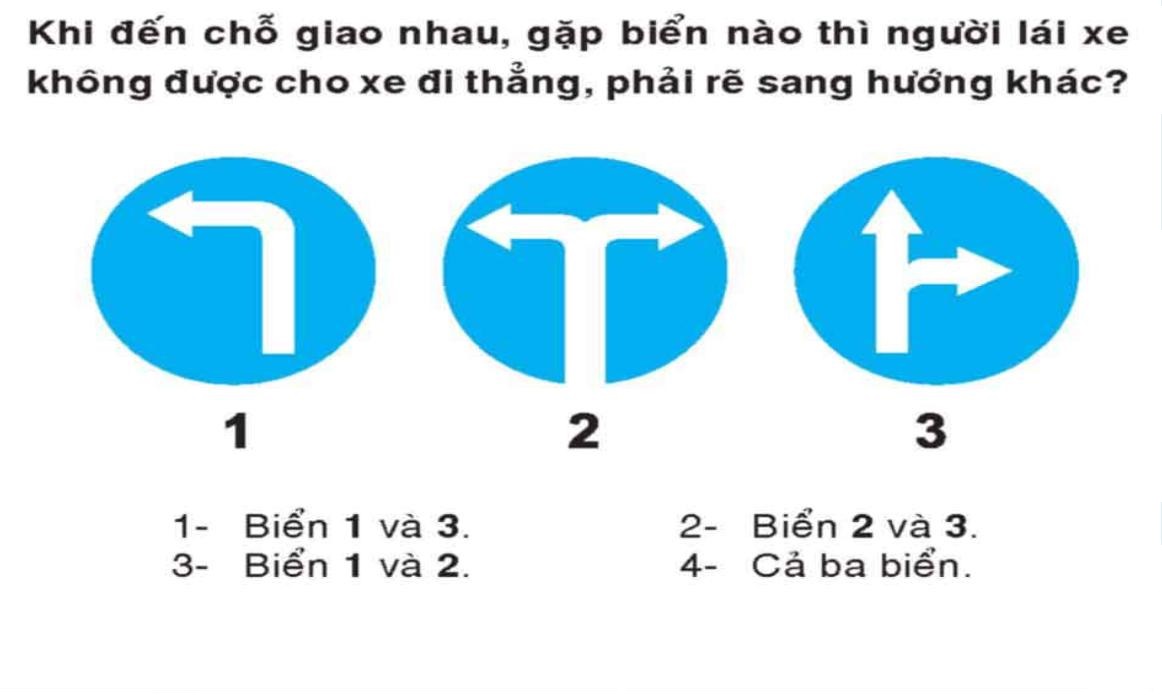 Khi đến chỗ giao nhau, gặp biển nào thì người lái xe
không được cho xe đi thẳng, phải rẽ sang hướng khác?
1 2 3
1- Biển 1 và 3. 2- Biển 2 và 3.
3- Biển 1 và 2. 4- Cả ba biển.